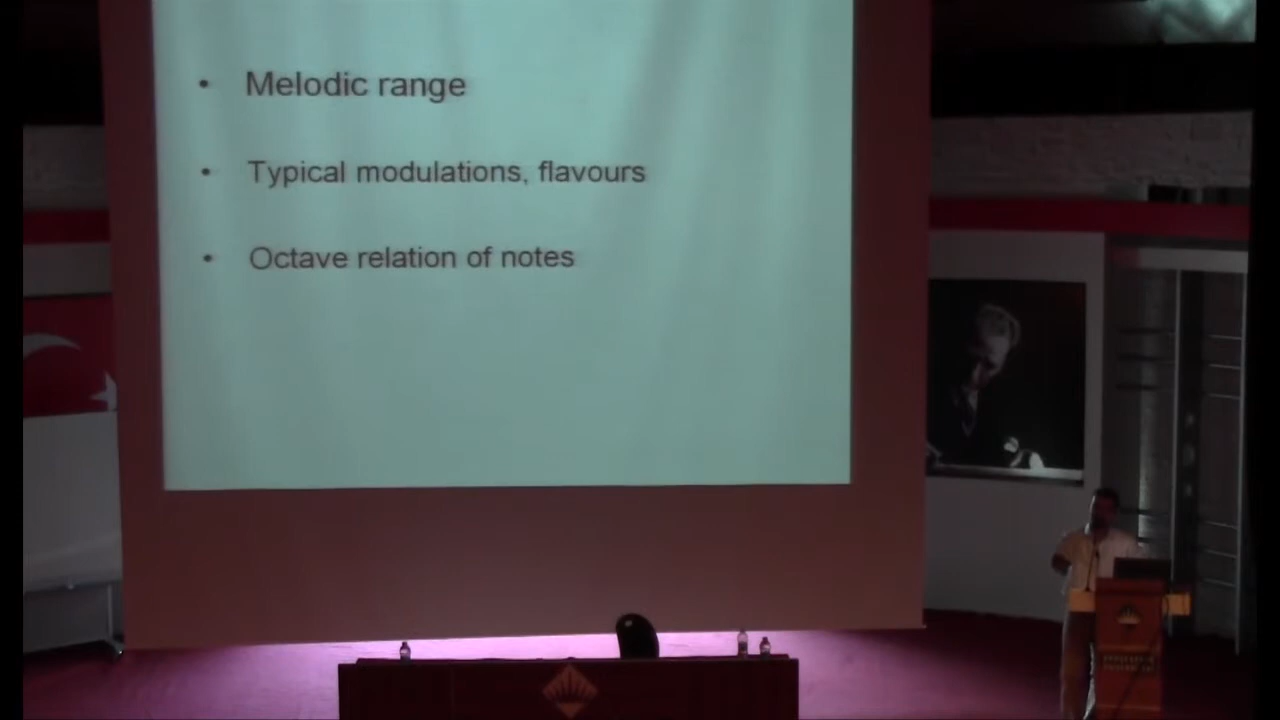 • Melodic range
• Typical modulations, flavours
• Octave relation of notes